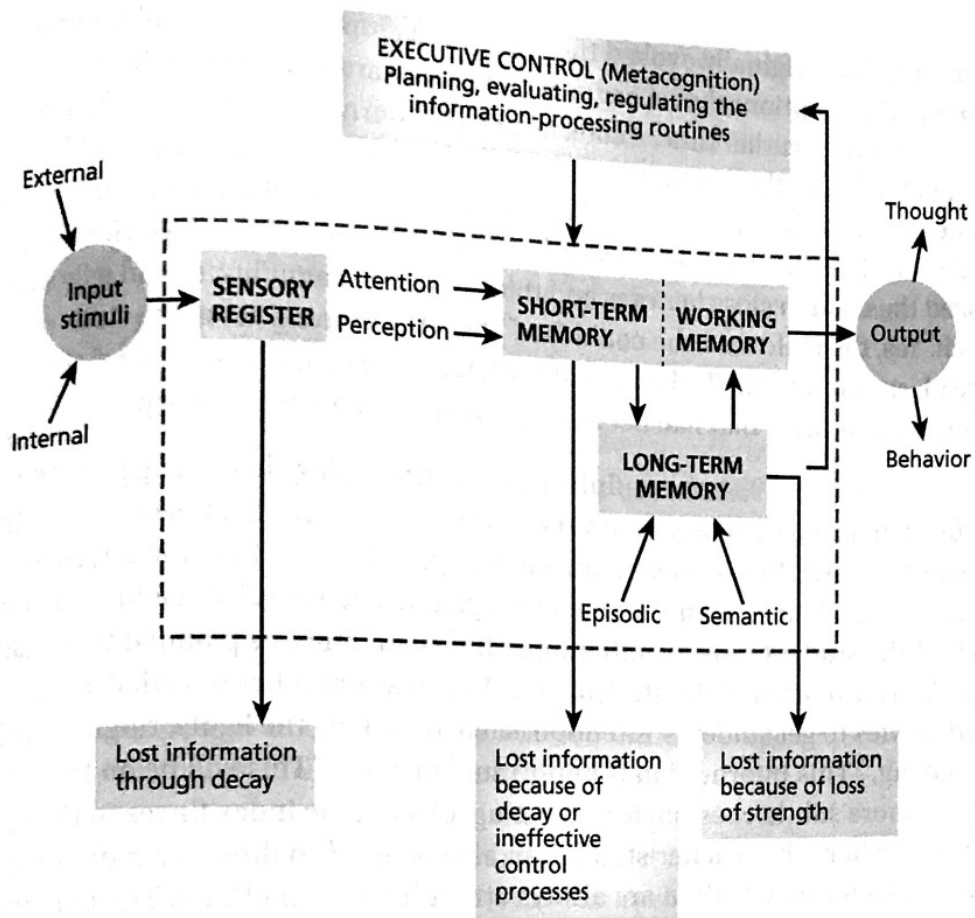 EXECUTIVE CONTROL (Metacognition)
Planning, evaluating, regulating the
information-processing routines
External
Input
stimuli
Internal
SENSORY
REGISTER
Attention
Perception
SHORT-TERM
MEMORY
WORKING
MEMORY
LONG-TERM
MEMORY
Episodic
Semantic
Thought
Output
Behavior
Lost information
through decay
Lost information
because of
decay or
ineffective
control
processes
Lost information
because of loss
of strength